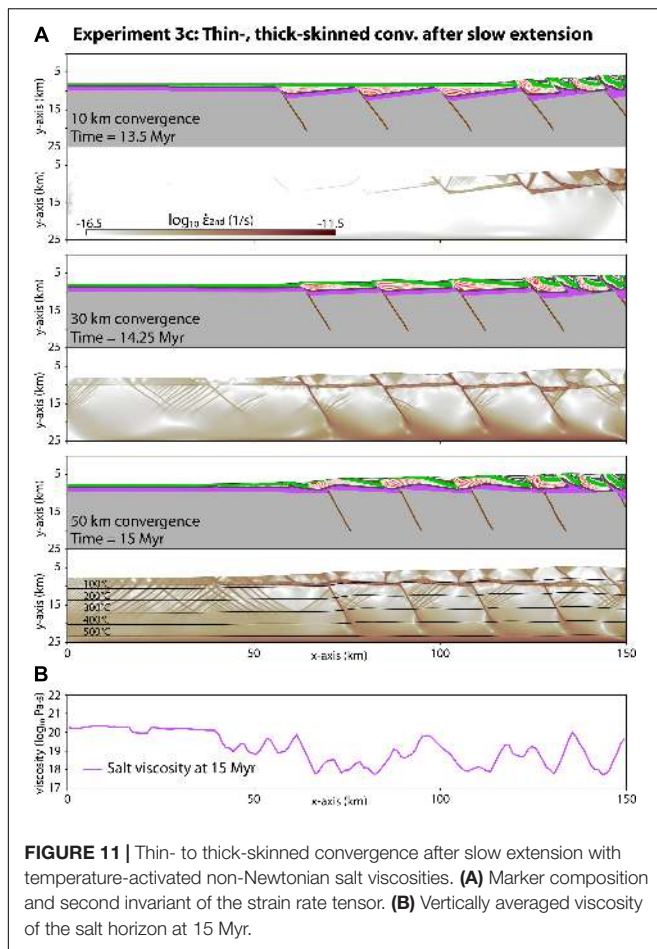 A Experiment 3c: Thin-, thick-skinned conv. after slow extension
5
15
25
y-axis (km)
10 km convergence
Time = 13.5 Myr
5
15
25
y-axis (km)
log10 ε̇2nd (1/s)
-16.5
-11.5
5
15
25
y-axis (km)
30 km convergence
Time = 14.25 Myr
5
15
25
y-axis (km)
5
15
25
y-axis (km)
50 km convergence
Time = 15 Myr
5
15
25
y-axis (km)
100°C
200°C
300°C
400°C
500°C
0 50 100 150
x-axis (km)
B
22
21
20
19
18
17
viscosity (log10 Pa·s)
Salt viscosity at 15 Myr
0 50 100 150
x-axis (km)
FIGURE 11 | Thin- to thick-skinned convergence after slow extension with
temperature-activated non-Newtonian salt viscosities. (A) Marker composition
and second invariant of the strain rate tensor. (B) Vertically averaged viscosity
of the salt horizon at 15 Myr.